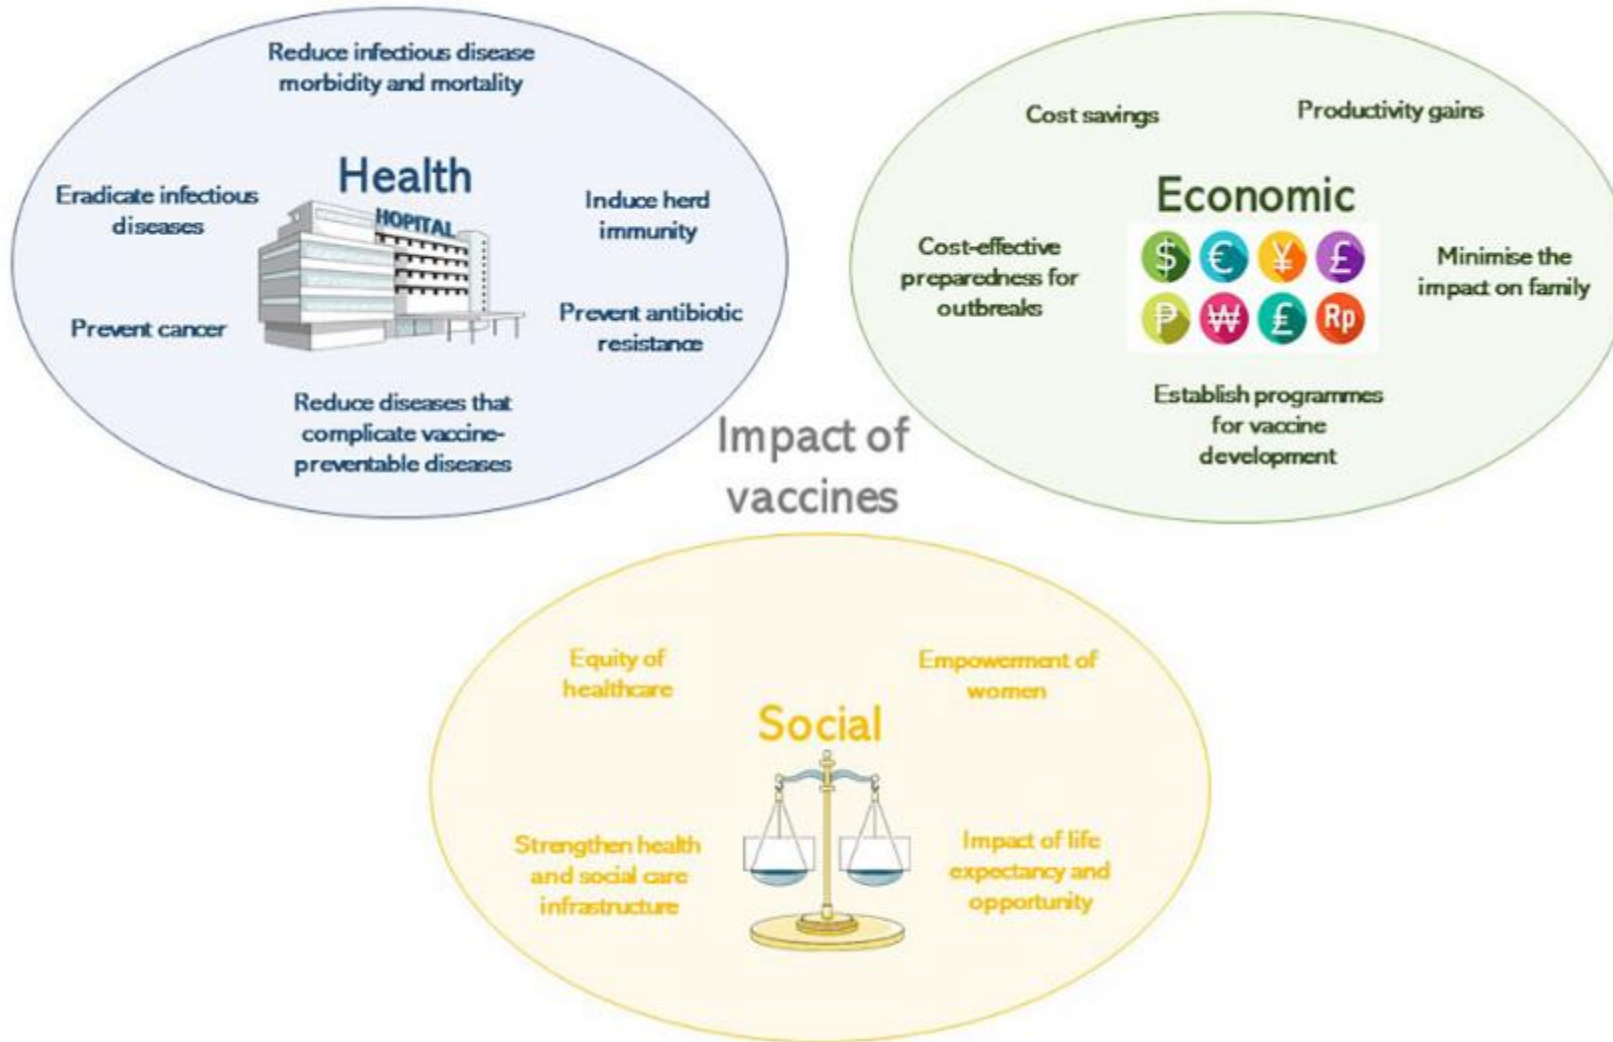 Reduce infectious disease
morbidity and mortality
Health
Eradicate infectious
diseases
HOPITAL
Induce herd
immunity
Prevent cancer
Prevent antibiotic
resistance
Reduce diseases that
complicate vaccine-
preventable diseases
Cost savings
Productivity gains
Economic
Cost-effective
preparedness for
outbreaks
$ € ¥ £
₱ ₩ £ Rp
Minimise the
impact on family
Establish programmes
for vaccine
development
Impact of
vaccines
Equity of
healthcare
Empowerment of
women
Social
Strengthen health
and social care
infrastructure
Impact of life
expectancy and
opportunity